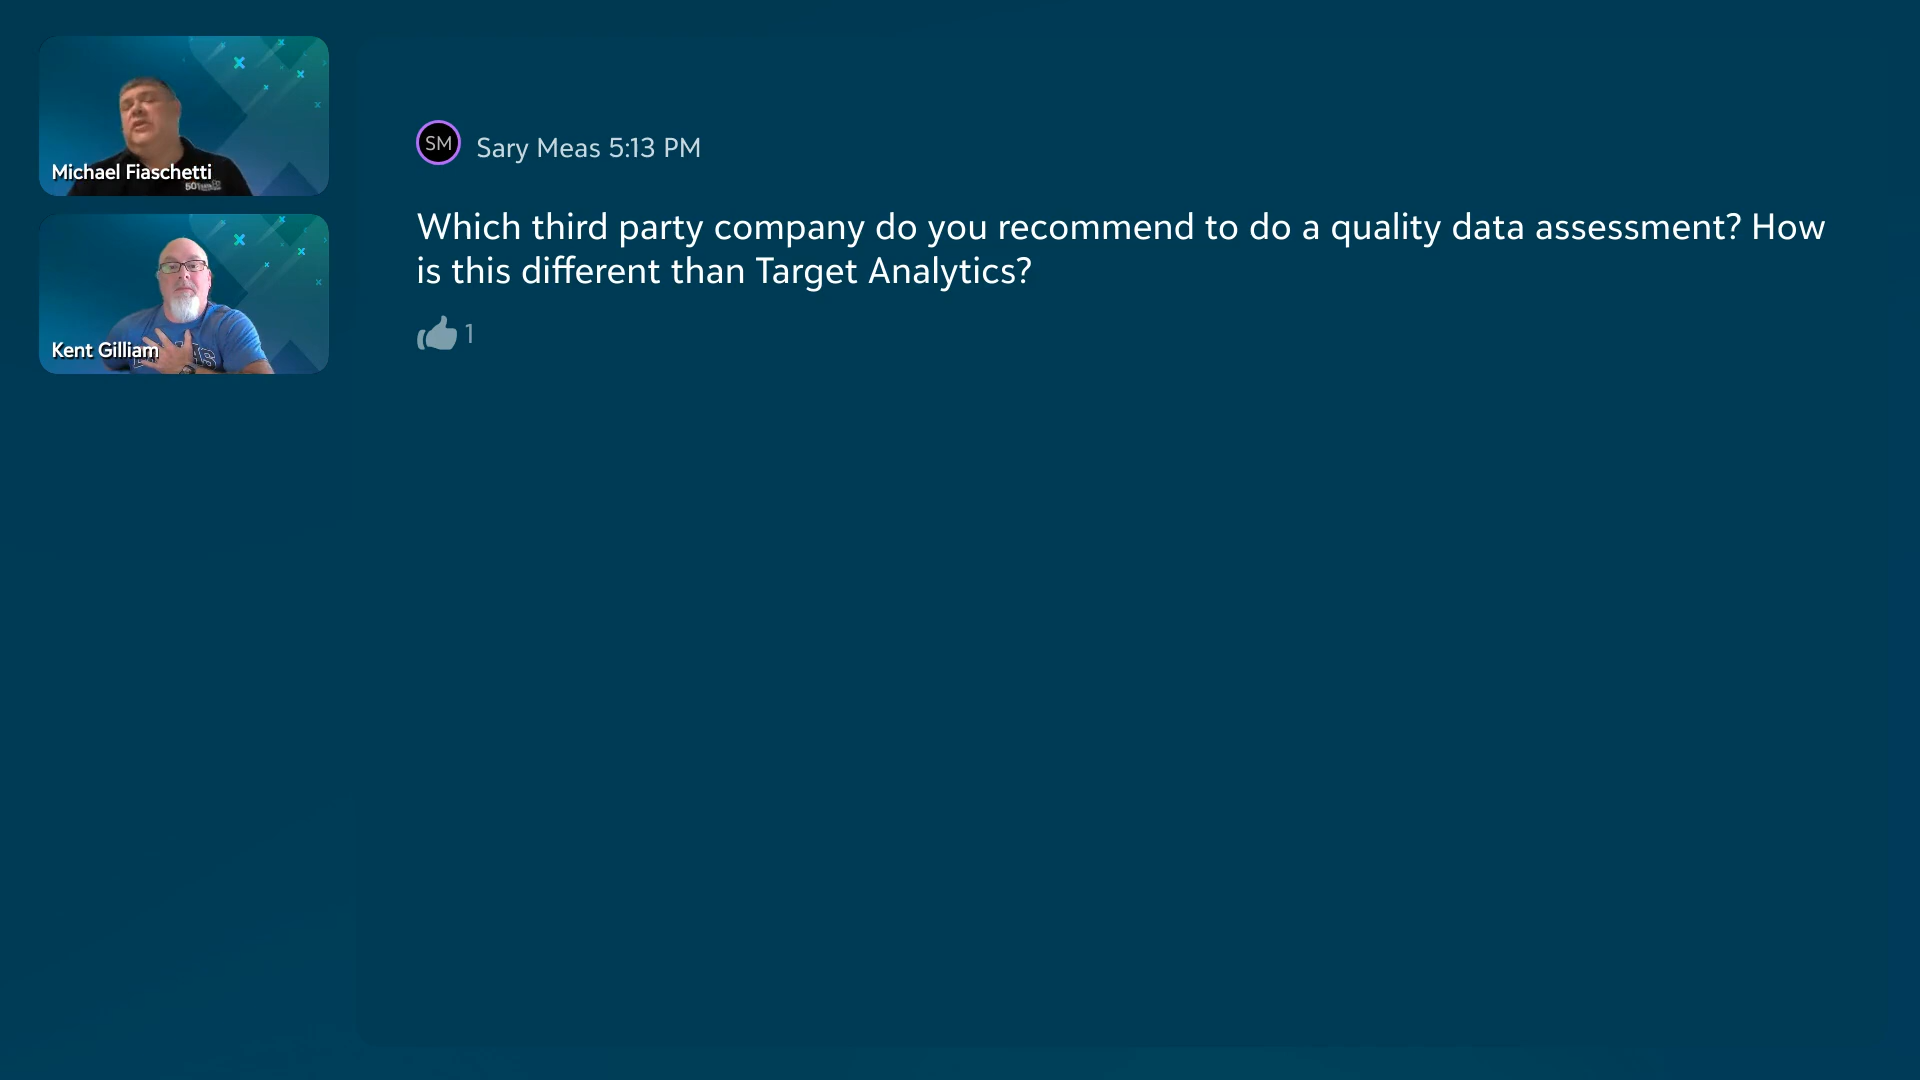 Michael Fiaschetti
Kent Gilliam
SM
Sary Meas 5:13 PM
Which third party company do you recommend to do a quality data assessment? How
is this different than Target Analytics?
1